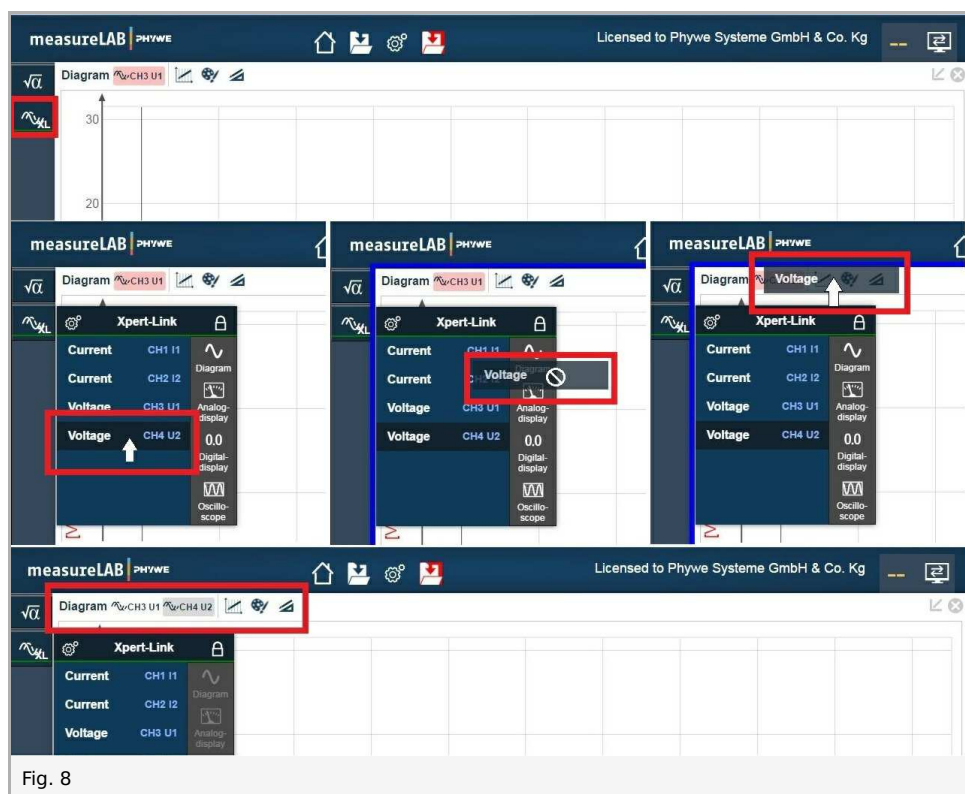 measureLAB PHYWE
Licensed to Phywe Systeme GmbH & Co. Kg --
√α Diagram CH3 U1
XL
30
20
measureLAB PHYWE
√α Diagram CH3 U1
XL Xpert-Link
Current CH1 I1
Diagram
Current CH2 I2
Voltage CH3 U1
Analog-
display
Voltage CH4 U2
0.0
Digital-
display
Oscillo-
scope
measureLAB PHYWE
√α Diagram CH3 U1
XL Xpert-Link
Current CH1 I1
Current
Voltage
Voltage CH3 U1
Analog-
display
Voltage CH4 U2
0.0
Digital-
display
Oscillo-
scope
measureLAB PHYWE
√α Diagram Voltage
XL Xpert-Link
Current CH1 I1
Diagram
Current CH2 I2
Voltage CH3 U1
Analog-
display
Voltage CH4 U2
0.0
Digital-
display
Oscillo-
scope
measureLAB PHYWE
Licensed to Phywe Systeme GmbH & Co. Kg --
√α Diagram CH3 U1 CH4 U2
XL Xpert-Link
Current CH1 I1
Diagram
Current CH2 I2
Voltage CH3 U1
Analog-
display
Fig. 8